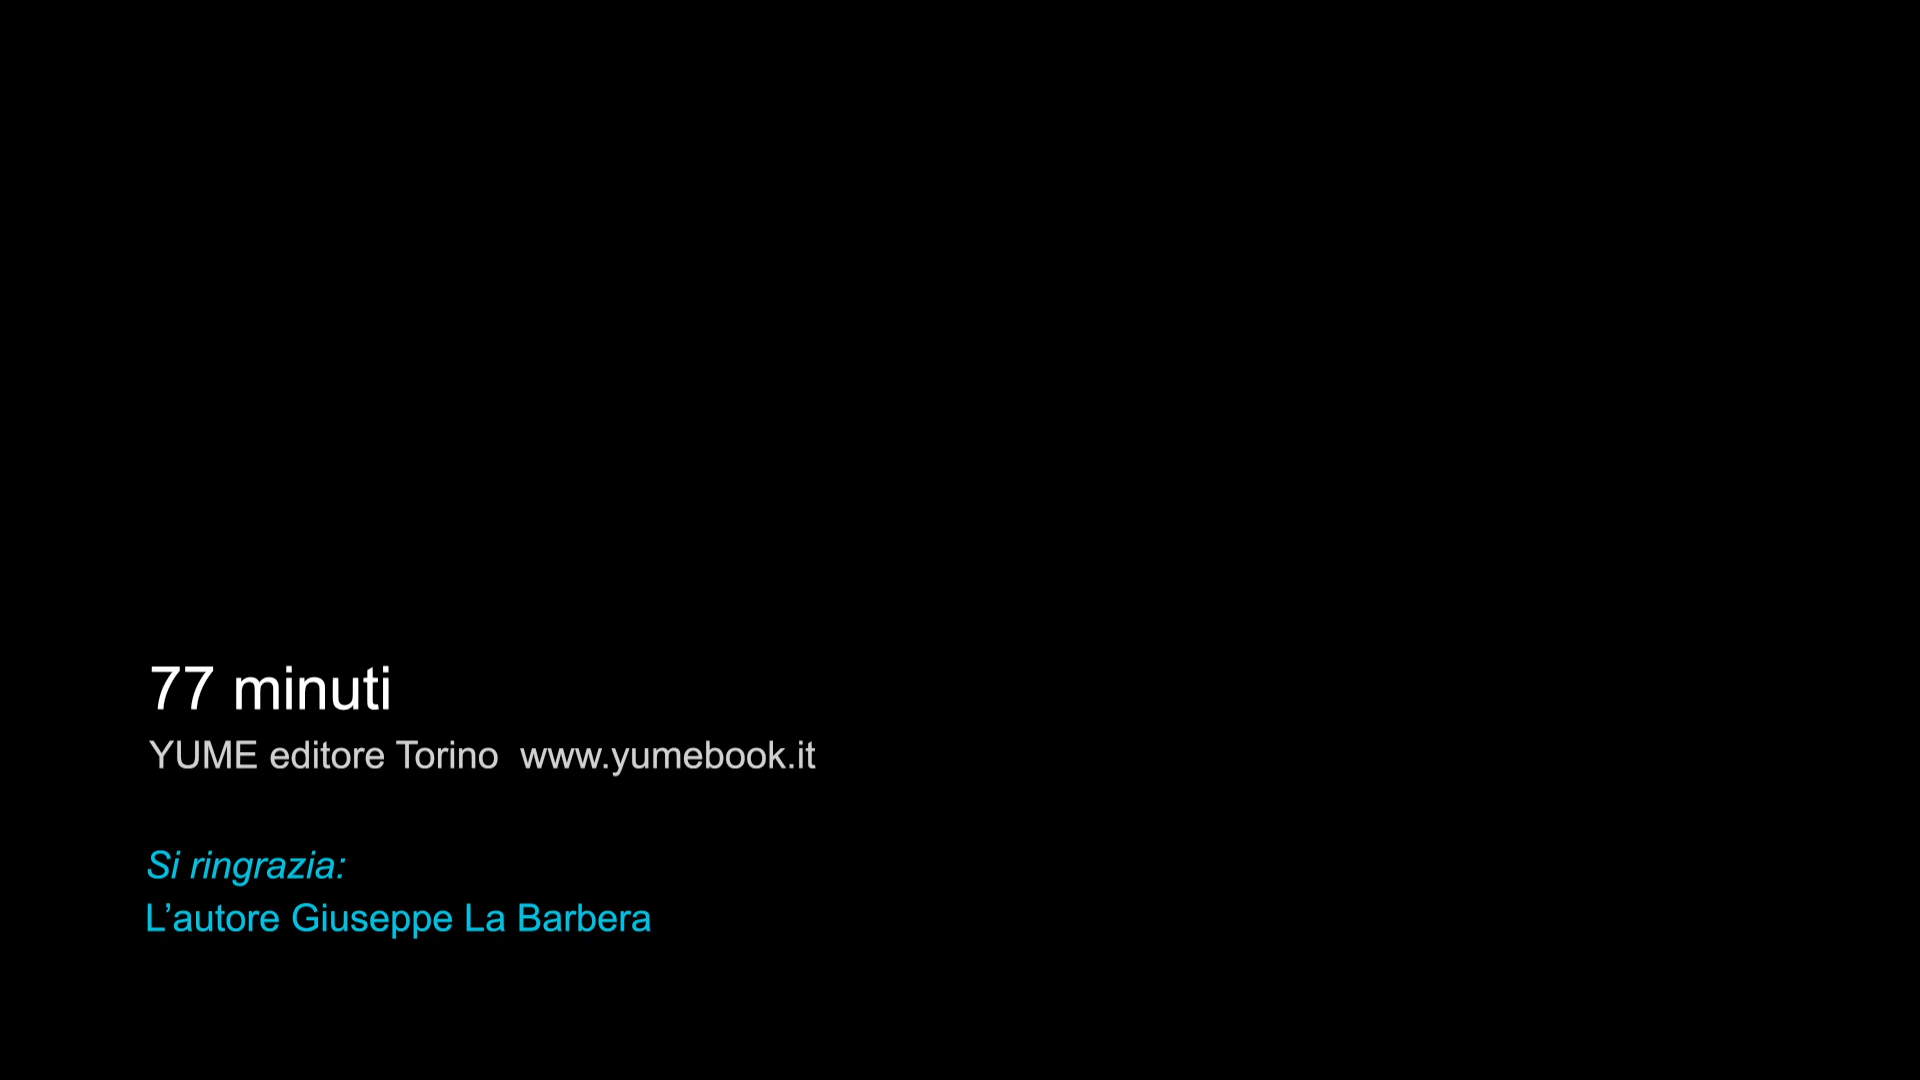 77 minuti
YUME editore Torino  www.yumebook.it
Si ringrazia:
L’autore Giuseppe La Barbera